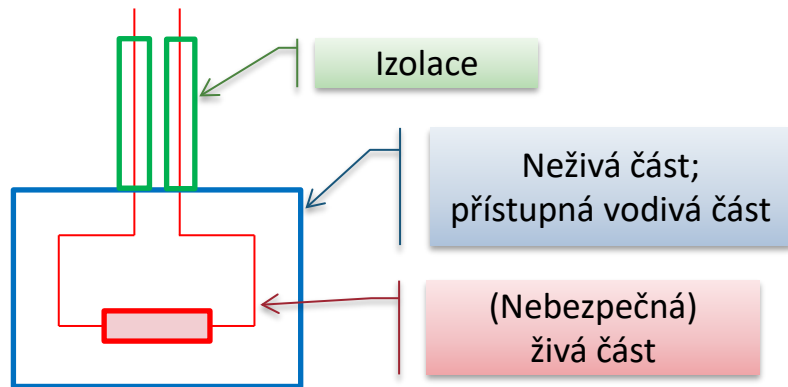 Izolace
Neživá část;
přístupná vodivá část
(Nebezpečná)
živá část